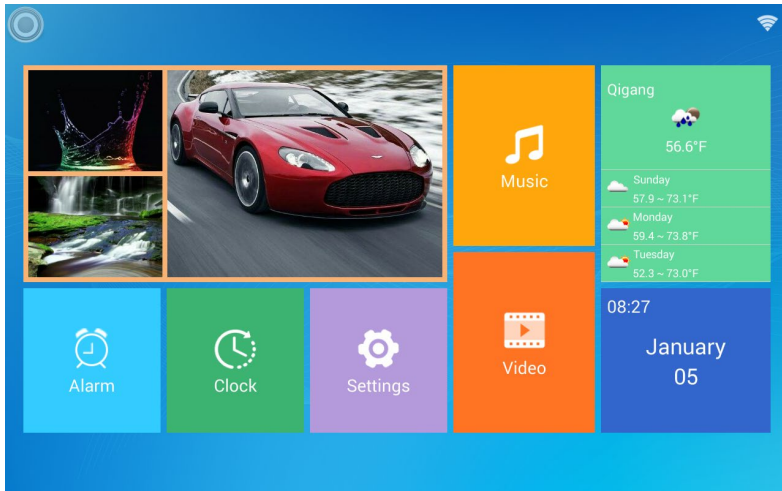 Music
Qigang
56.6°F
Sunday
57.9 ~ 73.1°F
Monday
59.4 ~ 73.8°F
Tuesday
52.3 ~ 73.0°F
Alarm
Clock
Settings
Video
08:27
January
05